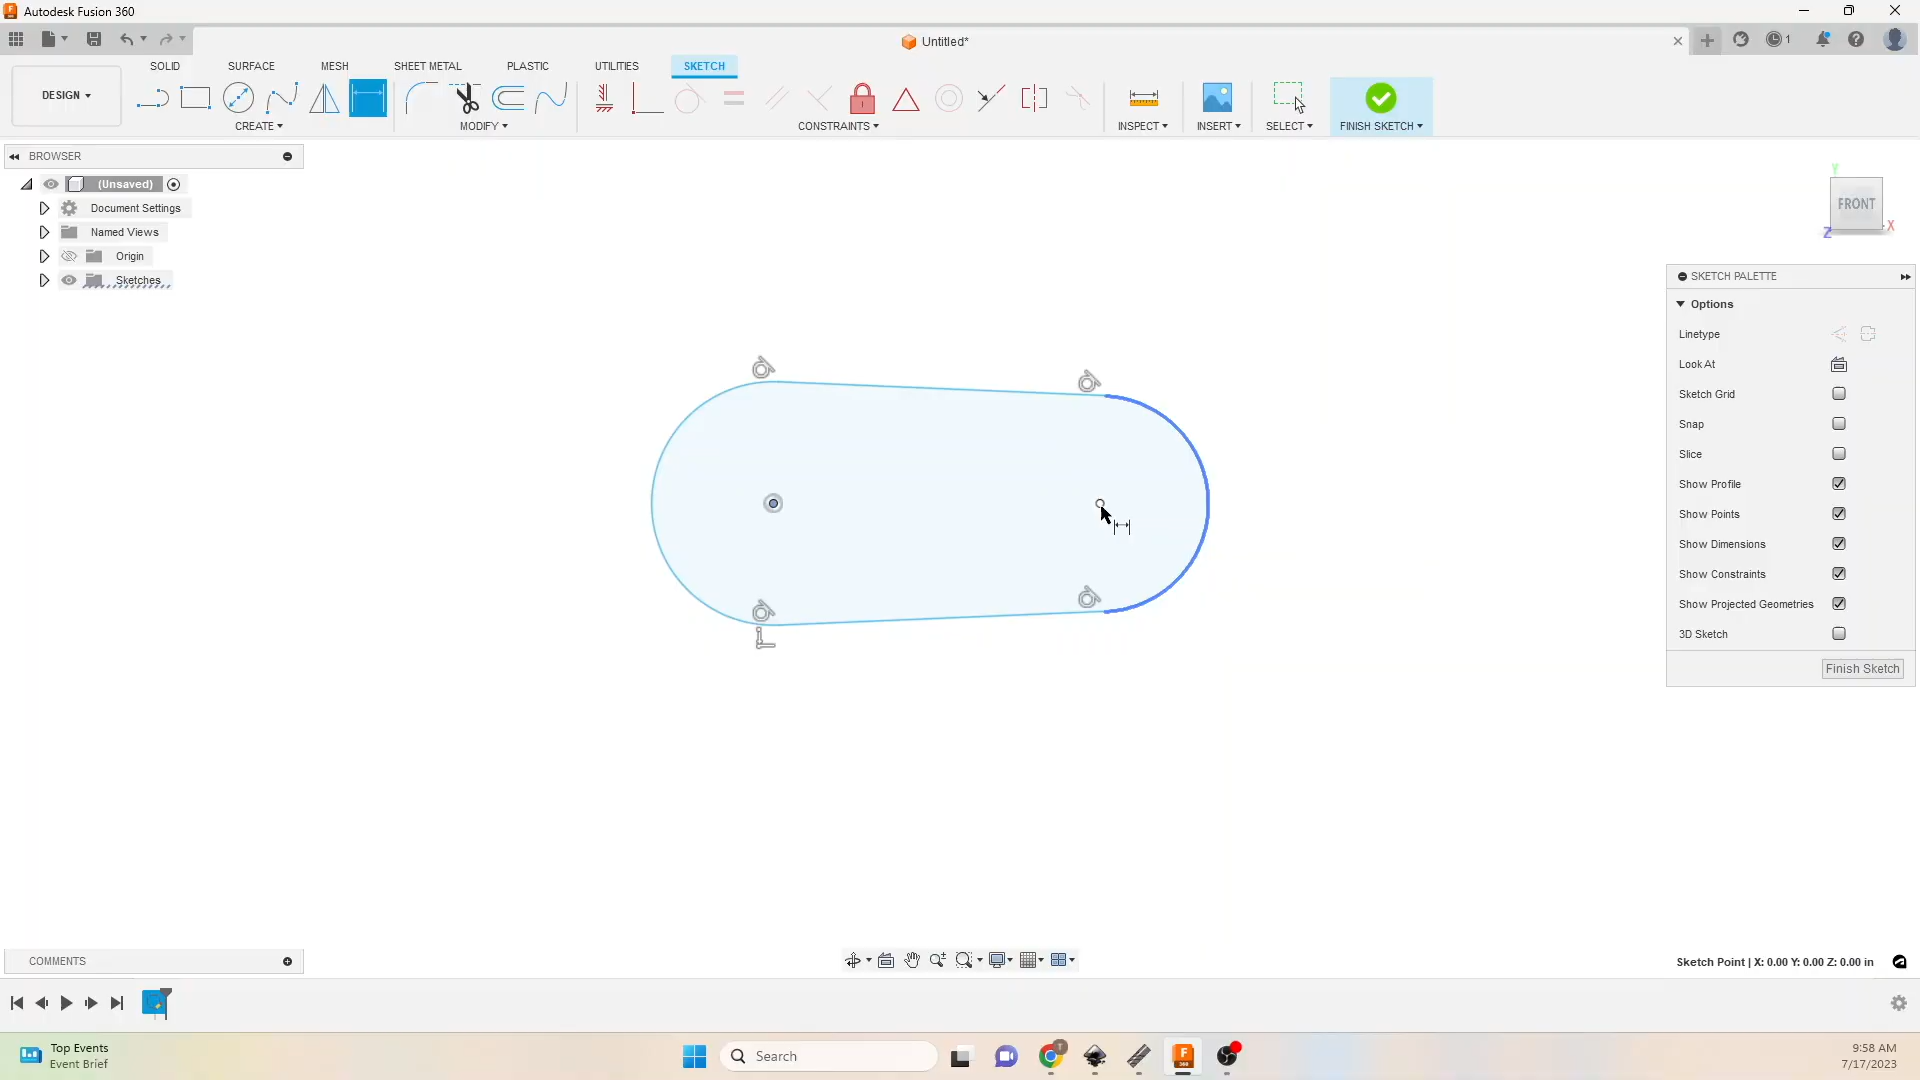 Autodesk Fusion 360
Untitled*
1
SOLID SURFACE MESH SHEET METAL PLASTIC UTILITIES SKETCH
DESIGN
CREATE MODIFY CONSTRAINTS INSPECT INSERT SELECT FINISH SKETCH
BROWSER
(Unsaved)
Document Settings
Named Views
Origin
Sketches
Y
FRONT
X
Z
SKETCH PALETTE
Options
Linetype
Look At
Sketch Grid
Snap
Slice
Show Profile
Show Points
Show Dimensions
Show Constraints
Show Projected Geometries
3D Sketch
Finish Sketch
COMMENTS
Sketch Point | X: 0.00 Y: 0.00 Z: 0.00 in
Top Events
Event Brief
Search
T
F
360
9:58 AM
7/17/2023